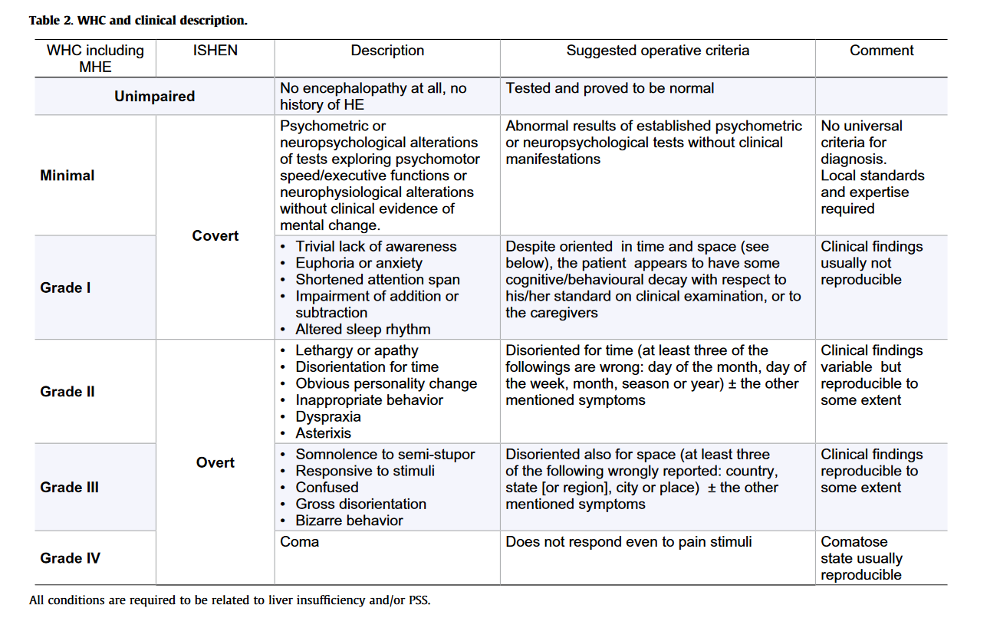 Table 2. WHC and clinical description.
WHC including
MHE
ISHEN
Description
Suggested operative criteria
Comment
Unimpaired
No encephalopathy at all, no
history of HE
Tested and proved to be normal
Minimal
Covert
Psychometric or
neuropsychological alterations
of tests exploring psychomotor
speed/executive functions or
neurophysiological alterations
without clinical evidence of
mental change.
Abnormal results of established psychometric
or neuropsychological tests without clinical
manifestations
No universal
criteria for
diagnosis.
Local standards
and expertise
required
Grade I
• Trivial lack of awareness
• Euphoria or anxiety
• Shortened attention span
• Impairment of addition or
subtraction
• Altered sleep rhythm
Despite oriented in time and space (see
below), the patient appears to have some
cognitive/behavioural decay with respect to
his/her standard on clinical examination, or to
the caregivers
Clinical findings
usually not
reproducible
Grade II
Overt
• Lethargy or apathy
• Disorientation for time
• Obvious personality change
• Inappropriate behavior
• Dyspraxia
• Asterixis
Disoriented for time (at least three of the
followings are wrong: day of the month, day of
the week, month, season or year) ± the other
mentioned symptoms
Clinical findings
variable but
reproducible to
some extent
Grade III
• Somnolence to semi-stupor
• Responsive to stimuli
• Confused
• Gross disorientation
• Bizarre behavior
Disoriented also for space (at least three
of the following wrongly reported: country,
state [or region], city or place) ± the other
mentioned symptoms
Clinical findings
reproducible to
some extent
Grade IV
Coma
Does not respond even to pain stimuli
Comatose
state usually
reproducible
All conditions are required to be related to liver insufficiency and/or PSS.